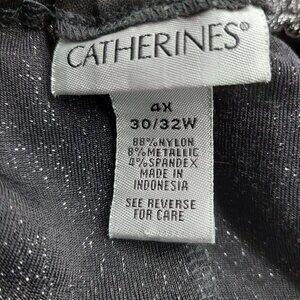 CATHERINES®
4X
30/32W
88% NYLON
8% METALLIC
4% SPANDEX
MADE IN
INDONESIA
SEE REVERSE
FOR CARE